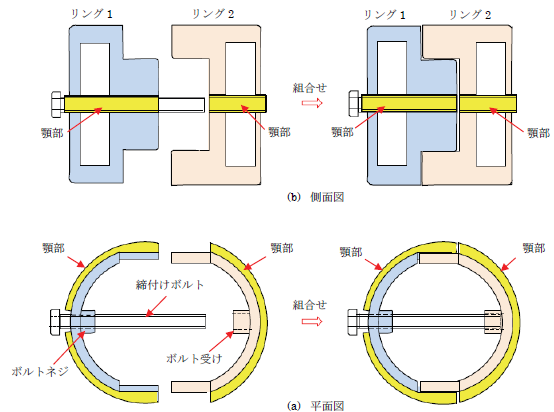 リング1 リング2 リング1 リング2
組合せ
顎部 顎部 顎部 顎部
(b) 側面図
顎部 顎部 顎部 顎部
締付けボルト
組合せ
ボルトネジ ボルト受け
(a) 平面図